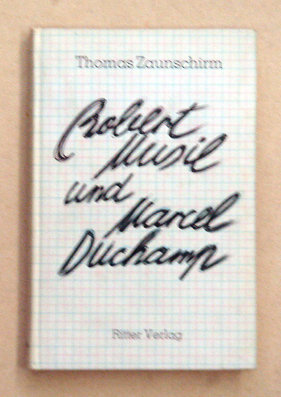 Thomas Zaunschirm
Robert
Musil
und
Marcel
Duchamp
Ritter Verlag